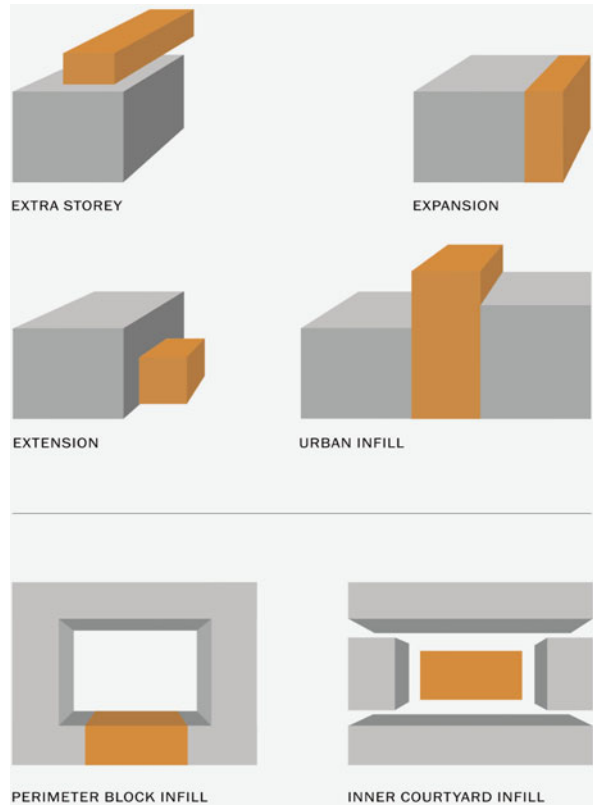 EXTRA STOREY
EXPANSION
EXTENSION
URBAN INFILL
PERIMETER BLOCK INFILL
INNER COURTYARD INFILL